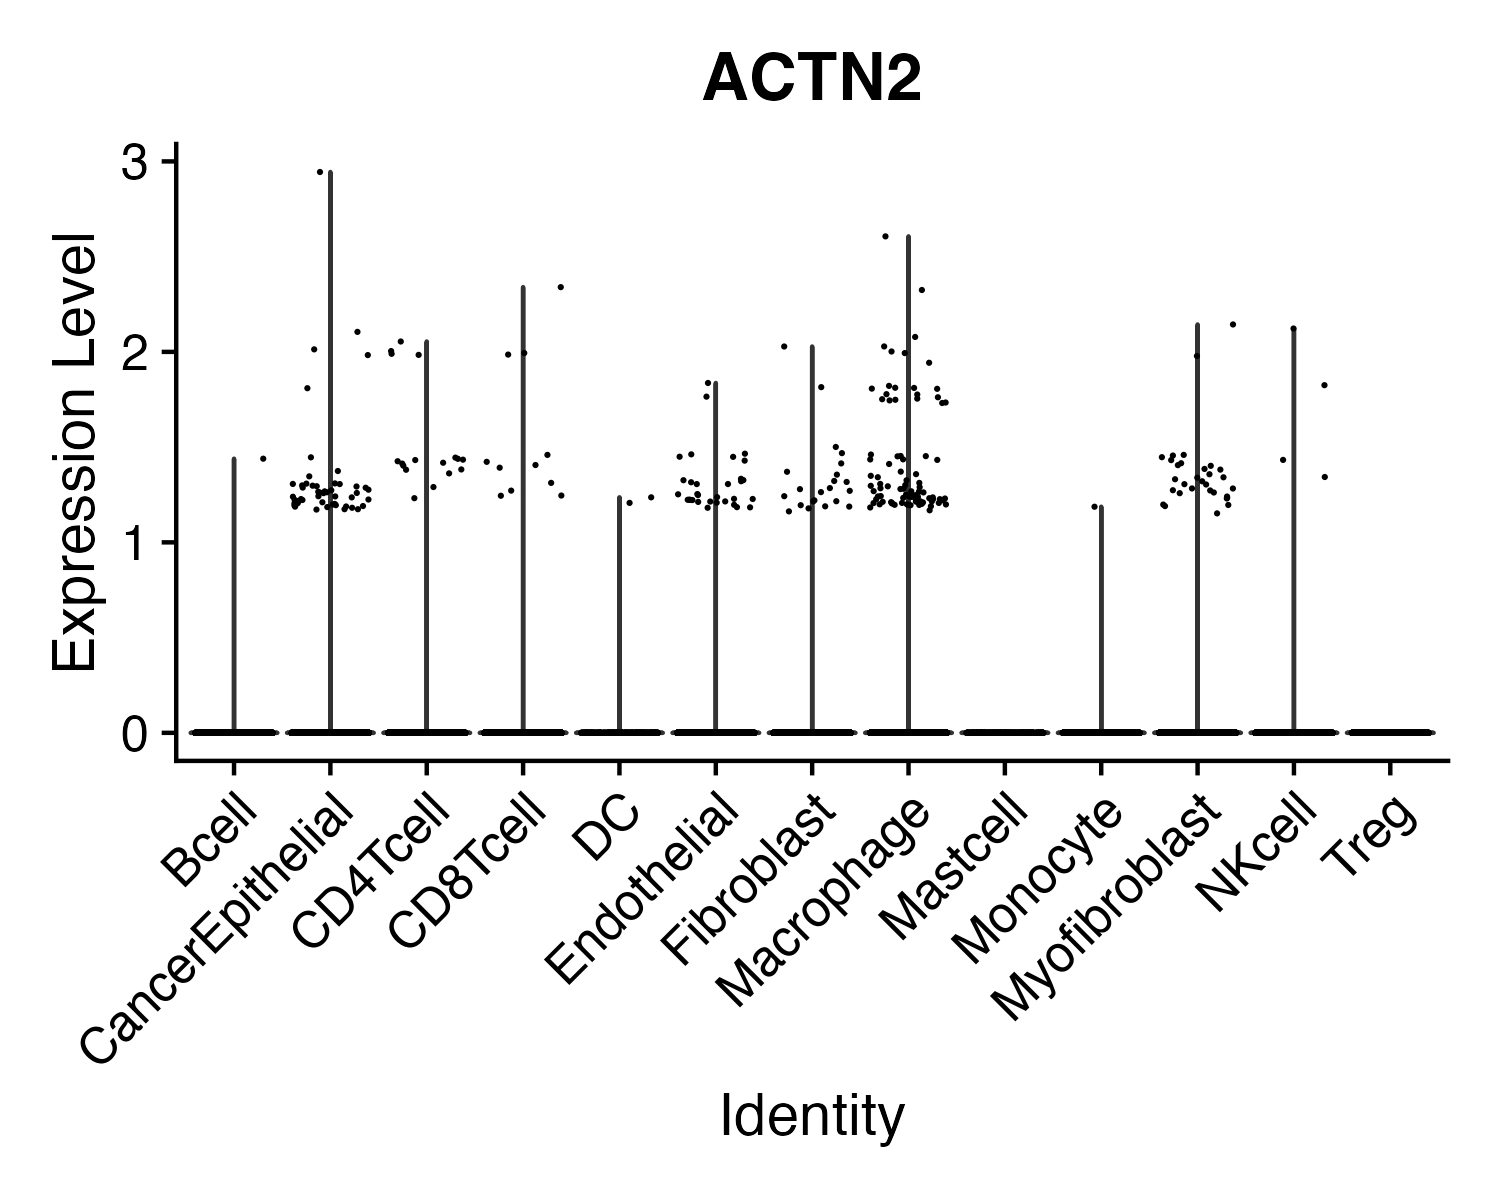 ACTN2
Expression Level
3
2
1
0
Bcell
CancerEpithelial
CD4Tcell
CD8Tcell
DC
Endothelial
Fibroblast
Macrophage
Mastcell
Monocyte
Myofibroblast
NKcell
Treg
Identity